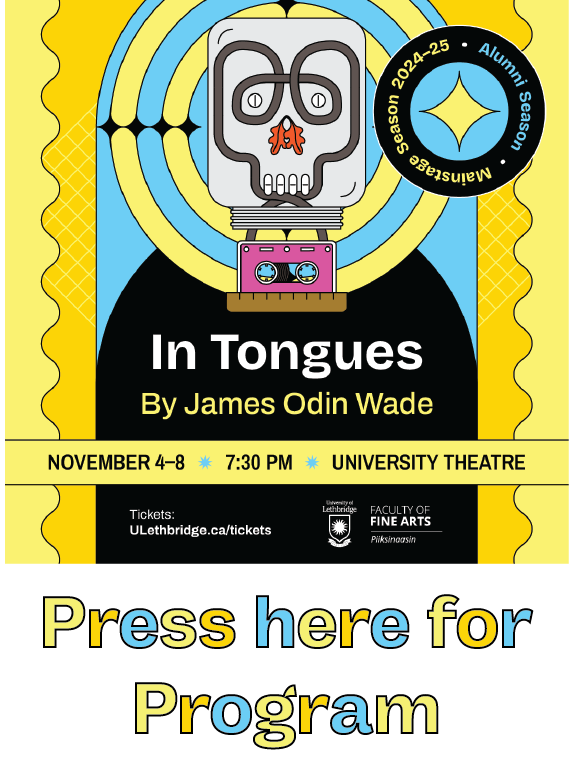 Mainstage Season 2024–25 • Alumni Season •
In Tongues
By James Odin Wade
NOVEMBER 4–8 7:30 PM UNIVERSITY THEATRE
Tickets:
ULethbridge.ca/tickets
University of
Lethbridge
FACULTY OF
FINE ARTS
Piiksinaasin
Press here for
Program